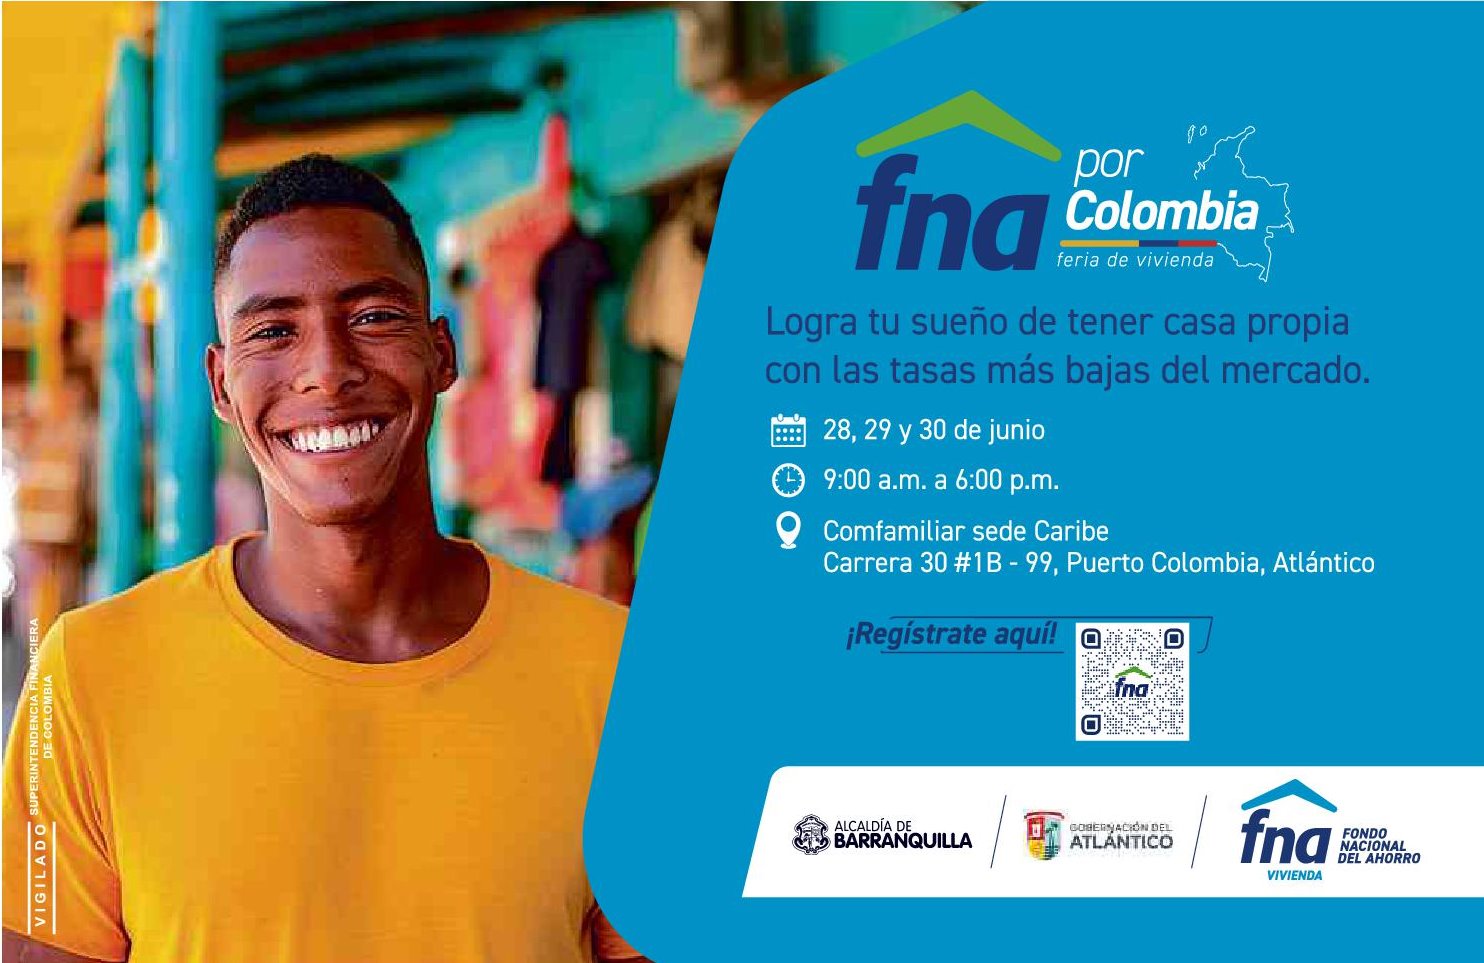 fna
por
Colombia
feria de vivienda
Logra tu sueño de tener casa propia
con las tasas más bajas del mercado.
28, 29 y 30 de junio
9:00 a.m. a 6:00 p.m.
Comfamiliar sede Caribe
Carrera 30 #1B - 99, Puerto Colombia, Atlántico
¡Regístrate aquí!
fna
ALCALDÍA DE
BARRANQUILLA
GOBERNACIÓN DEL
ATLÁNTICO
fna
FONDO
NACIONAL
DEL AHORRO
VIVIENDA
VIGILADO
SUPERINTENDENCIA FINANCIERA
DE COLOMBIA